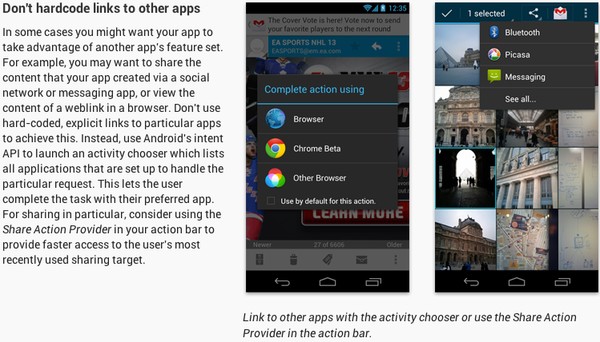 Don't hardcode links to other apps
In some cases you might want your app to
take advantage of another app's feature set.
For example, you may want to share the
content that your app created via a social
network or messaging app, or view the
content of a weblink in a browser. Don't use
hard-coded, explicit links to particular apps
to achieve this. Instead, use Android's intent
API to launch an activity chooser which lists
all applications that are set up to handle the
particular request. This lets the user
complete the task with their preferred app.
For sharing in particular, consider using the
Share Action Provider in your action bar to
provide faster access to the user's most
recently used sharing target.
12:35
The Cover Vote is here! Vote now to send
your favorite players to the next round
EA SPORTS NHL 13
EASPORTS@em.ea.com
Complete action using
Browser
Chrome Beta
Other Browser
Use by default for this action.
LEARN MORE
Newer
27 of 6606
Older
1 selected
Bluetooth
Picasa
Messaging
See all...
Link to other apps with the activity chooser or use the Share Action
Provider in the action bar.